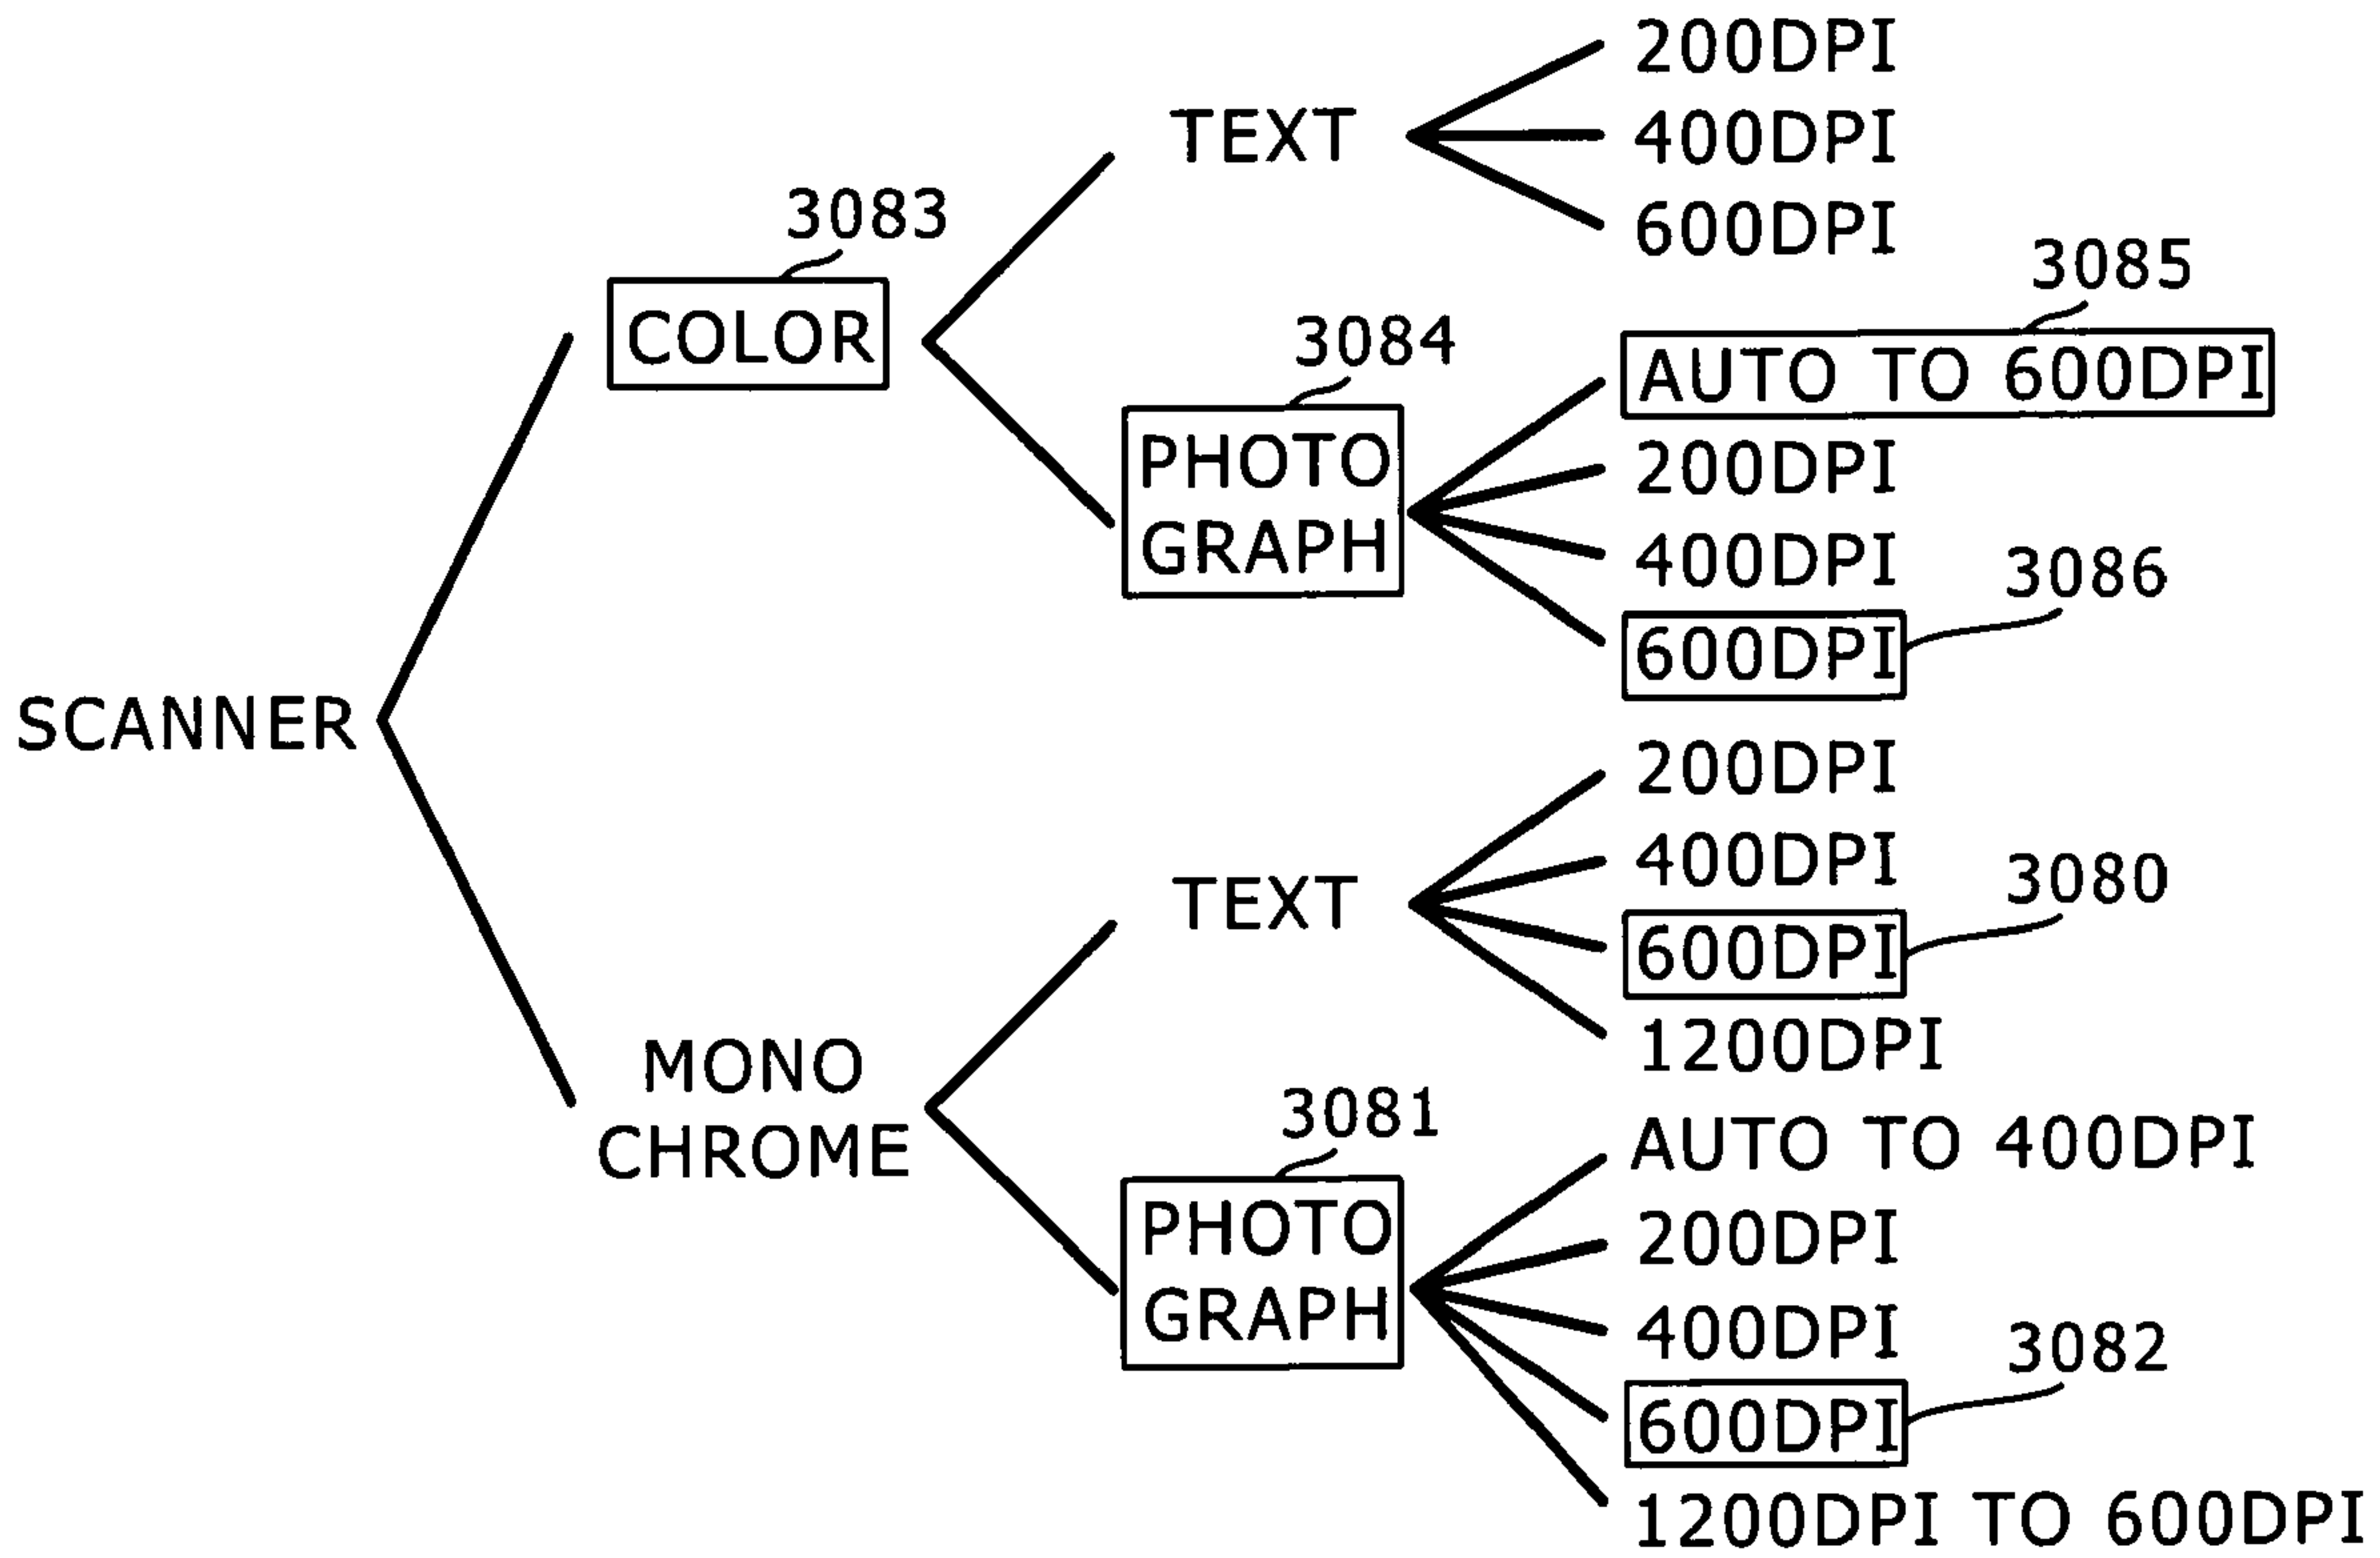 200DPI
TEXT
400DPI
600DPI
3083
COLOR
3084
3085
PHOTO
GRAPH
AUTO TO 600DPI
200DPI
400DPI
3086
600DPI
SCANNER
200DPI
TEXT
400DPI
3080
600DPI
1200DPI
MONO
CHROME
3081
PHOTO
GRAPH
AUTO TO 400DPI
200DPI
400DPI
3082
600DPI
1200DPI TO 600DPI